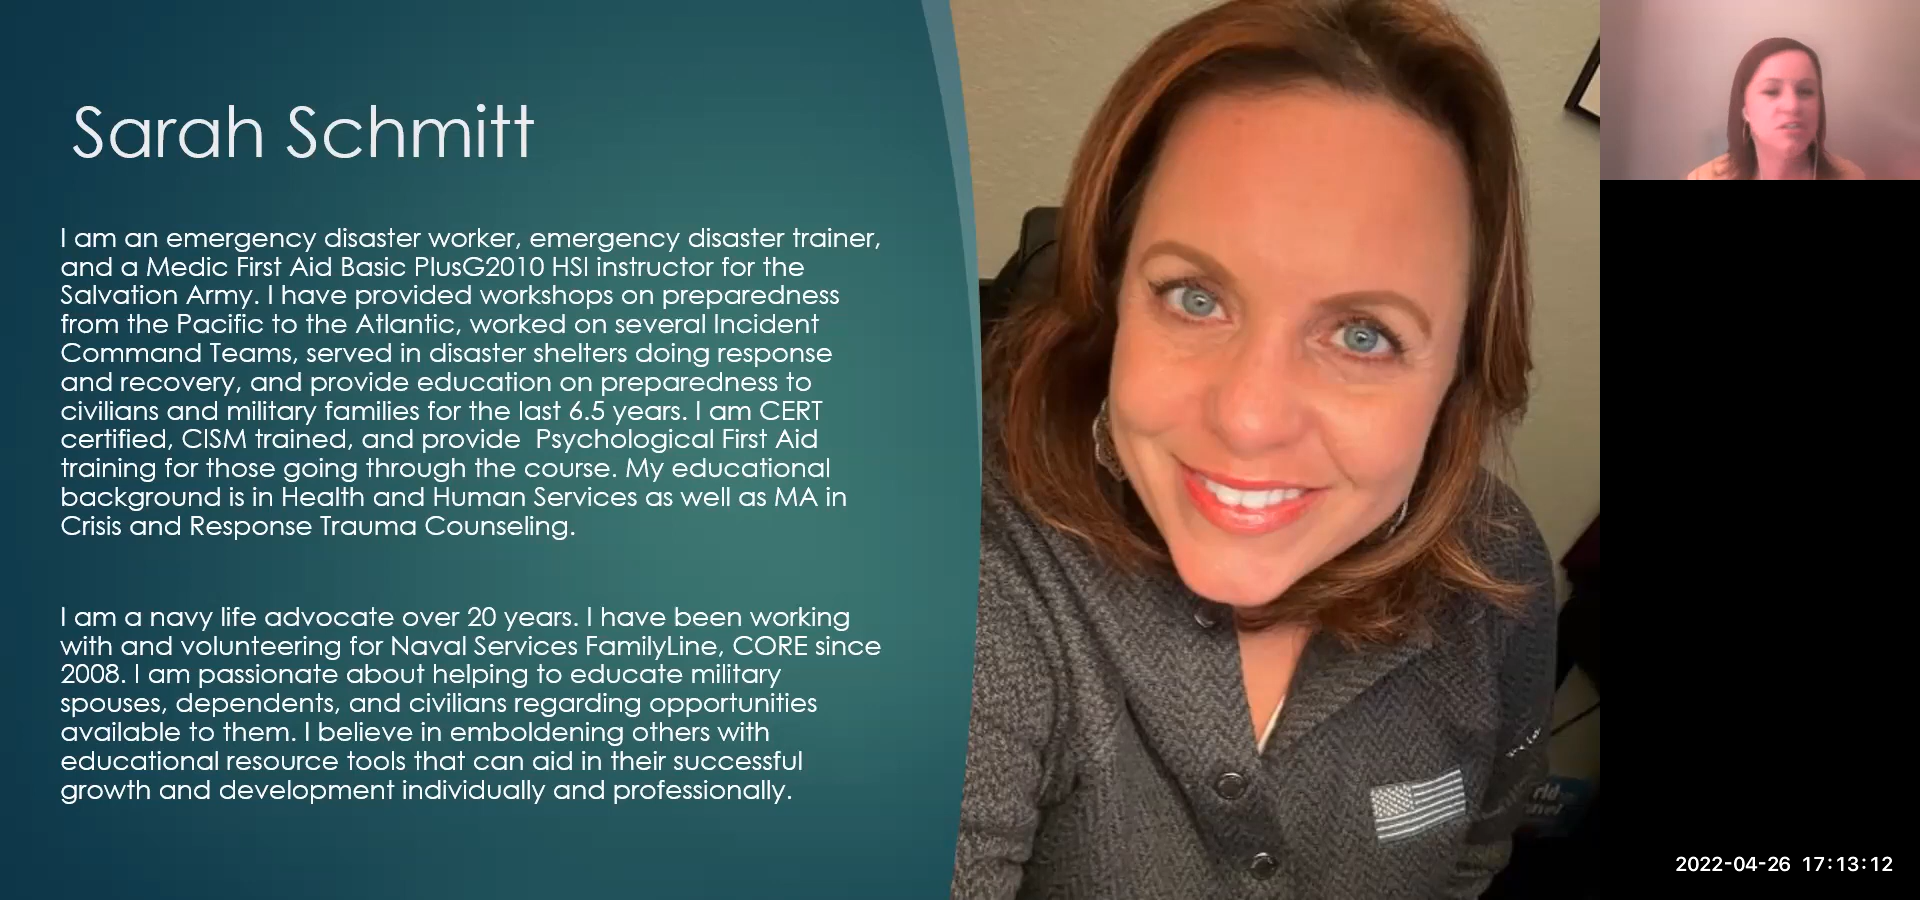 Sarah Schmitt
I am an emergency disaster worker, emergency disaster trainer,
and a Medic First Aid Basic PlusG2010 HSI instructor for the
Salvation Army. I have provided workshops on preparedness
from the Pacific to the Atlantic, worked on several Incident
Command Teams, served in disaster shelters doing response
and recovery, and provide education on preparedness to
civilians and military families for the last 6.5 years. I am CERT
certified, CISM trained, and provide  Psychological First Aid
training for those going through the course. My educational
background is in Health and Human Services as well as MA in
Crisis and Response Trauma Counseling.
I am a navy life advocate over 20 years. I have been working
with and volunteering for Naval Services FamilyLine, CORE since
2008. I am passionate about helping to educate military
spouses, dependents, and civilians regarding opportunities
available to them. I believe in emboldening others with
educational resource tools that can aid in their successful
growth and development individually and professionally.
2022-04-26 17:13:12